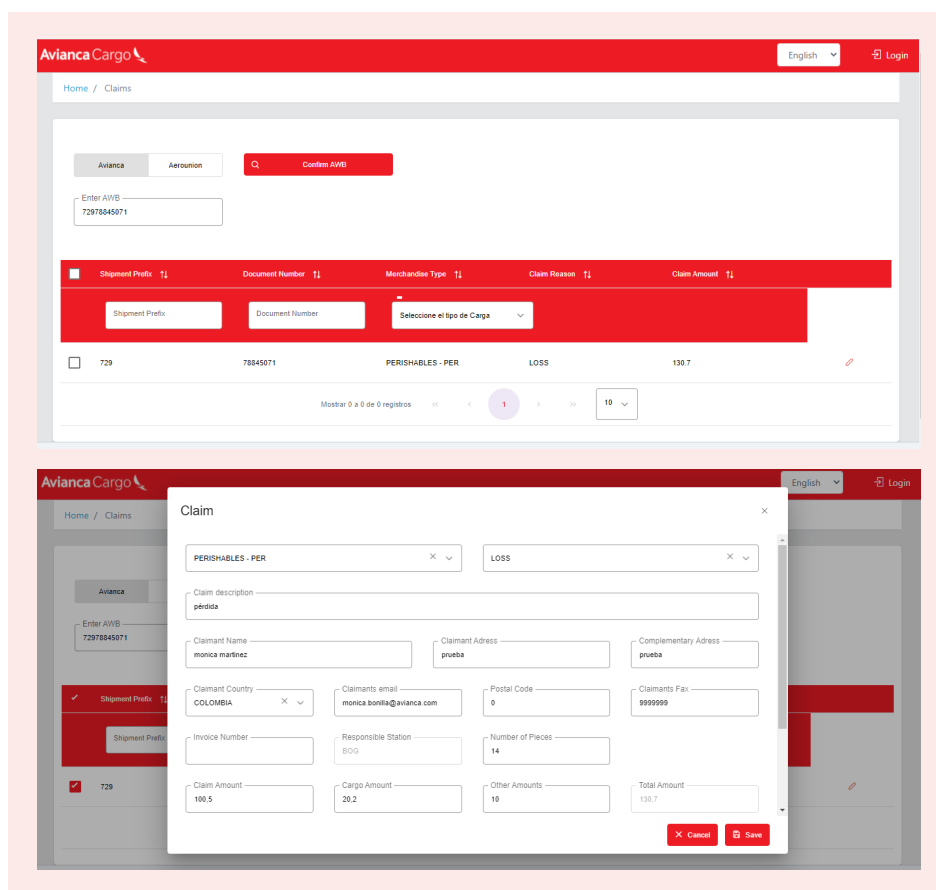 Avianca Cargo English Login
Home / Claims
Avianca Aerounion Confirm AWB
Enter AWB
72978845071
Shipment Prefix Document Number Merchandise Type Claim Reason Claim Amount
Shipment Prefix Document Number Seleccione el tipo de Carga
729 78845071 PERISHABLES - PER LOSS 130.7
Mostrar 0 a 0 de 0 registros << < 1 > >> 10
Avianca Cargo English Login
Home / Claims
Claim ×
Avianca
Enter AWB
72978845071
Shipment Prefix
Shipment Prefix
729
PERISHABLES - PER × LOSS ×
Claim description
pérdida
Claimant Name Claimant Adress Complementary Adress
monica martinez prueba prueba
Claimant Country Claimants email Postal Code Claimants Fax
COLOMBIA × monica.bonilla@avianca.com 0 9999999
Invoice Number Responsible Station Number of Pieces
BOG 14
Claim Amount Cargo Amount Other Amounts Total Amount
100,5 20,2 10 130,7
× Cancel Save